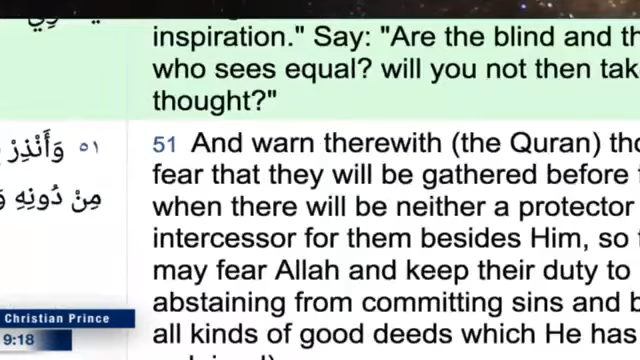 inspiration." Say: "Are the blind and th
who sees equal? will you not then tak
thought?"
٥١ وَأَنْذِرْ
مِنْ دُونِهِ
51 And warn therewith (the Quran) tho
fear that they will be gathered before
when there will be neither a protector
intercessor for them besides Him, so
may fear Allah and keep their duty to
abstaining from committing sins and b
all kinds of good deeds which He has
Christian Prince
9:18